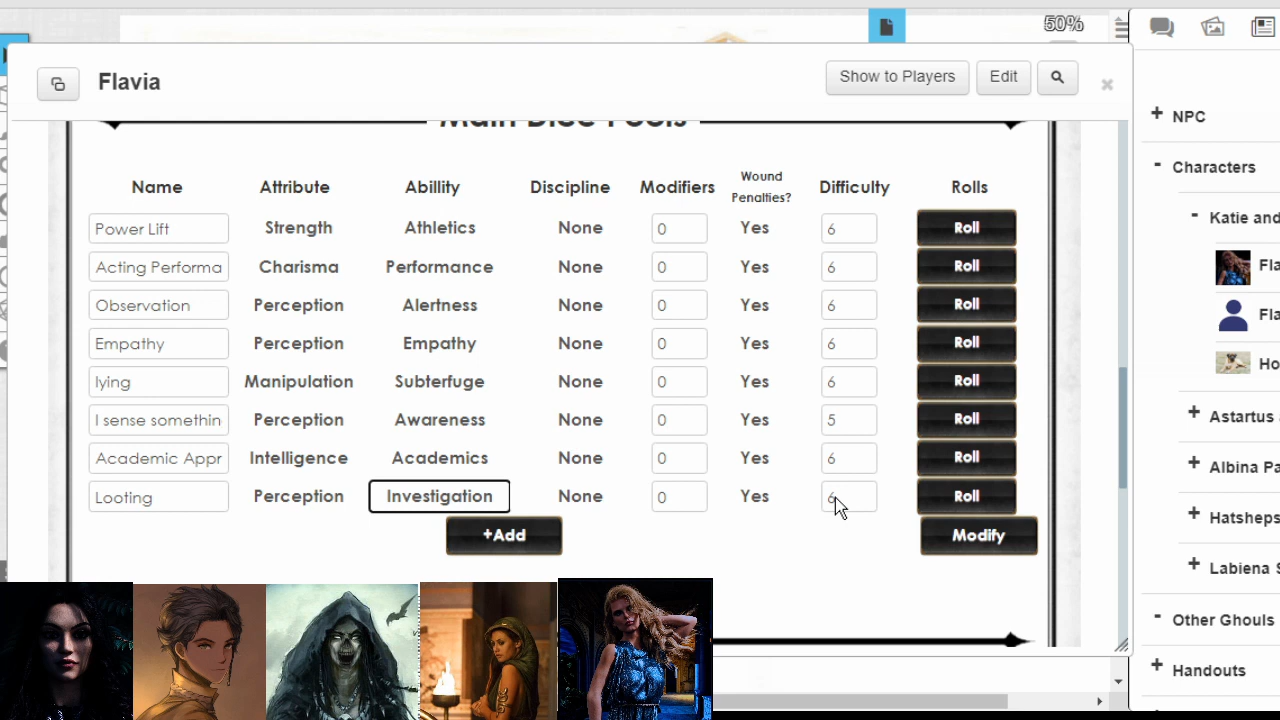 50%
Flavia
Show to Players
Edit
NPC
Characters
Katie and
Fla
Fla
Ho
Astartus
Albina Pa
Hatsheps
Labiena S
Other Ghouls
Handouts
Main Dice Pools
Name Attribute Abillity Discipline Modifiers Wound Penalties? Difficulty Rolls
Power Lift Strength Athletics None 0 Yes 6 Roll
Acting Performa Charisma Performance None 0 Yes 6 Roll
Observation Perception Alertness None 0 Yes 6 Roll
Empathy Perception Empathy None 0 Yes 6 Roll
lying Manipulation Subterfuge None 0 Yes 6 Roll
I sense somethin Perception Awareness None 0 Yes 5 Roll
Academic Appr Intelligence Academics None 0 Yes 6 Roll
Looting Perception Investigation None 0 Yes 6 Roll
+Add Modify